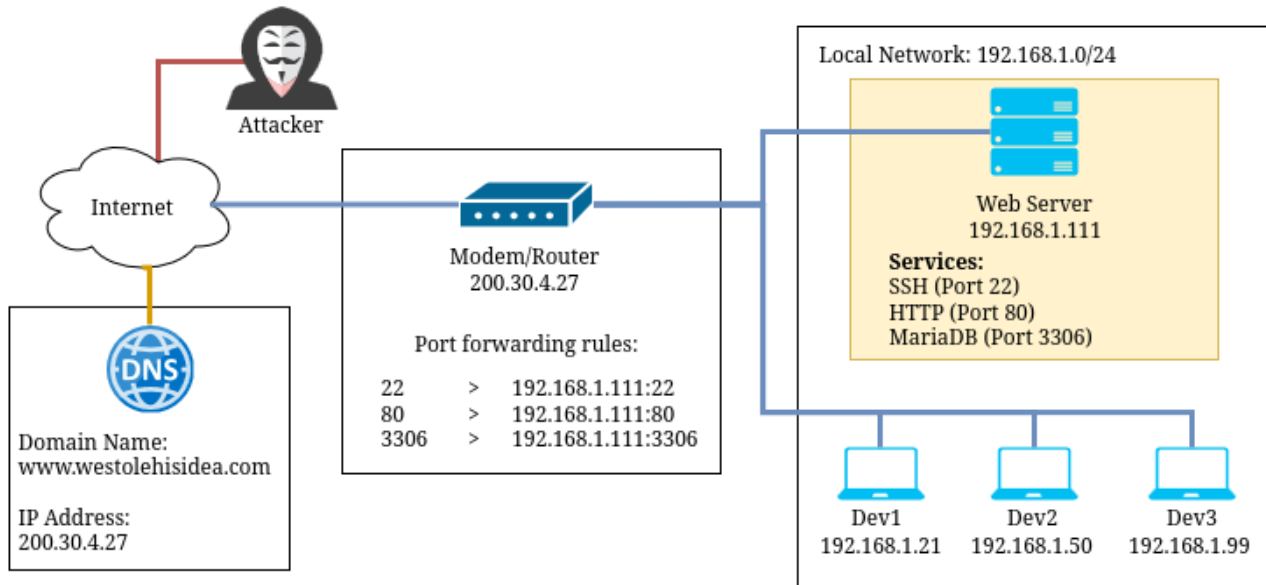 Attacker
Internet
DNS
Domain Name:
www.westolehisidea.com
IP Address:
200.30.4.27
Modem/Router
200.30.4.27
Port forwarding rules:
22 > 192.168.1.111:22
80 > 192.168.1.111:80
3306 > 192.168.1.111:3306
Local Network: 192.168.1.0/24
Web Server
192.168.1.111
Services:
SSH (Port 22)
HTTP (Port 80)
MariaDB (Port 3306)
Dev1
192.168.1.21
Dev2
192.168.1.50
Dev3
192.168.1.99